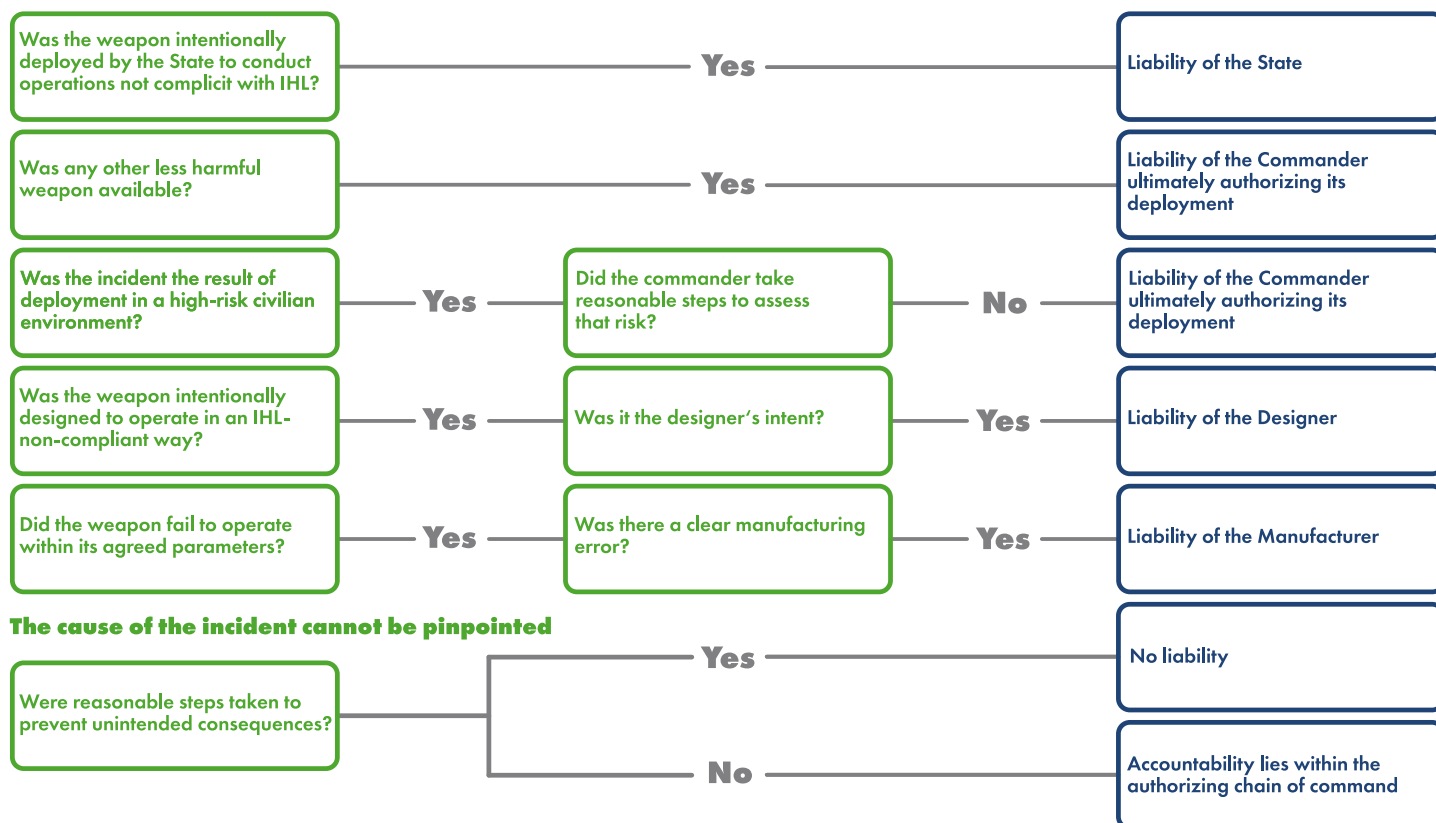 Was the weapon intentionally
deployed by the State to conduct
operations not complicit with IHL?
Yes
Liability of the State
Was any other less harmful
weapon available?
Yes
Liability of the Commander
ultimately authorizing its
deployment
Was the incident the result of
deployment in a high-risk civilian
environment?
Yes
Did the commander take
reasonable steps to assess
that risk?
No
Liability of the Commander
ultimately authorizing its
deployment
Was the weapon intentionally
designed to operate in an IHL-
non-compliant way?
Yes
Was it the designer‘s intent?
Yes
Liability of the Designer
Did the weapon fail to operate
within its agreed parameters?
Yes
Was there a clear manufacturing
error?
Yes
Liability of the Manufacturer
The cause of the incident cannot be pinpointed
Were reasonable steps taken to
prevent unintended consequences?
Yes
No liability
No
Accountability lies within the
authorizing chain of command